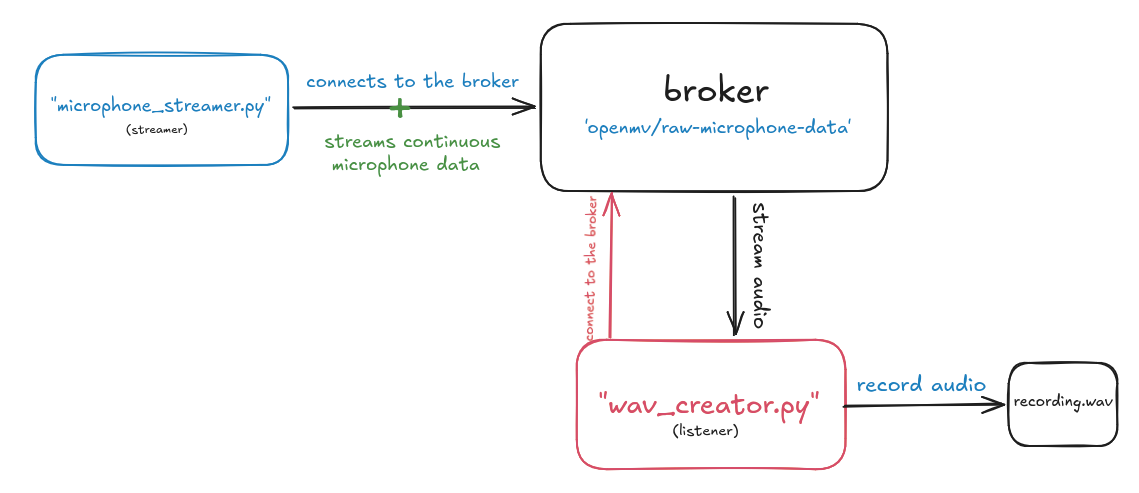 "microphone_streamer.py"
(streamer)
connects to the broker
streams continuous
microphone data
broker
'openmv/raw-microphone-data'
connect to the broker
stream audio
"wav_creator.py"
(listener)
record audio
recording.wav